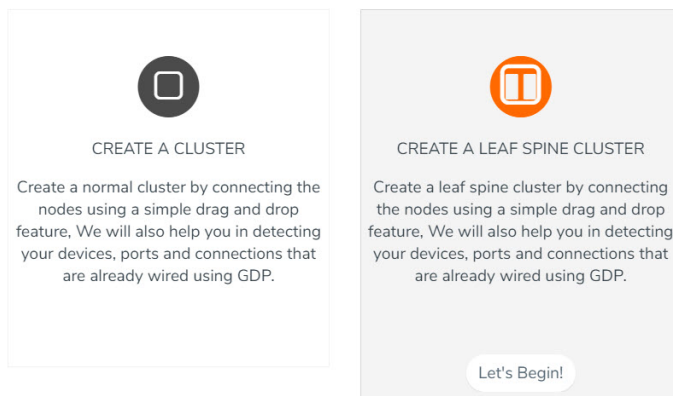 CREATE A CLUSTER
Create a normal cluster by connecting the
nodes using a simple drag and drop
feature, We will also help you in detecting
your devices, ports and connections that
are already wired using GDP.
CREATE A LEAF SPINE CLUSTER
Create a leaf spine cluster by connecting
the nodes using a simple drag and drop
feature, We will also help you in detecting
your devices, ports and connections that
are already wired using GDP.
Let's Begin!